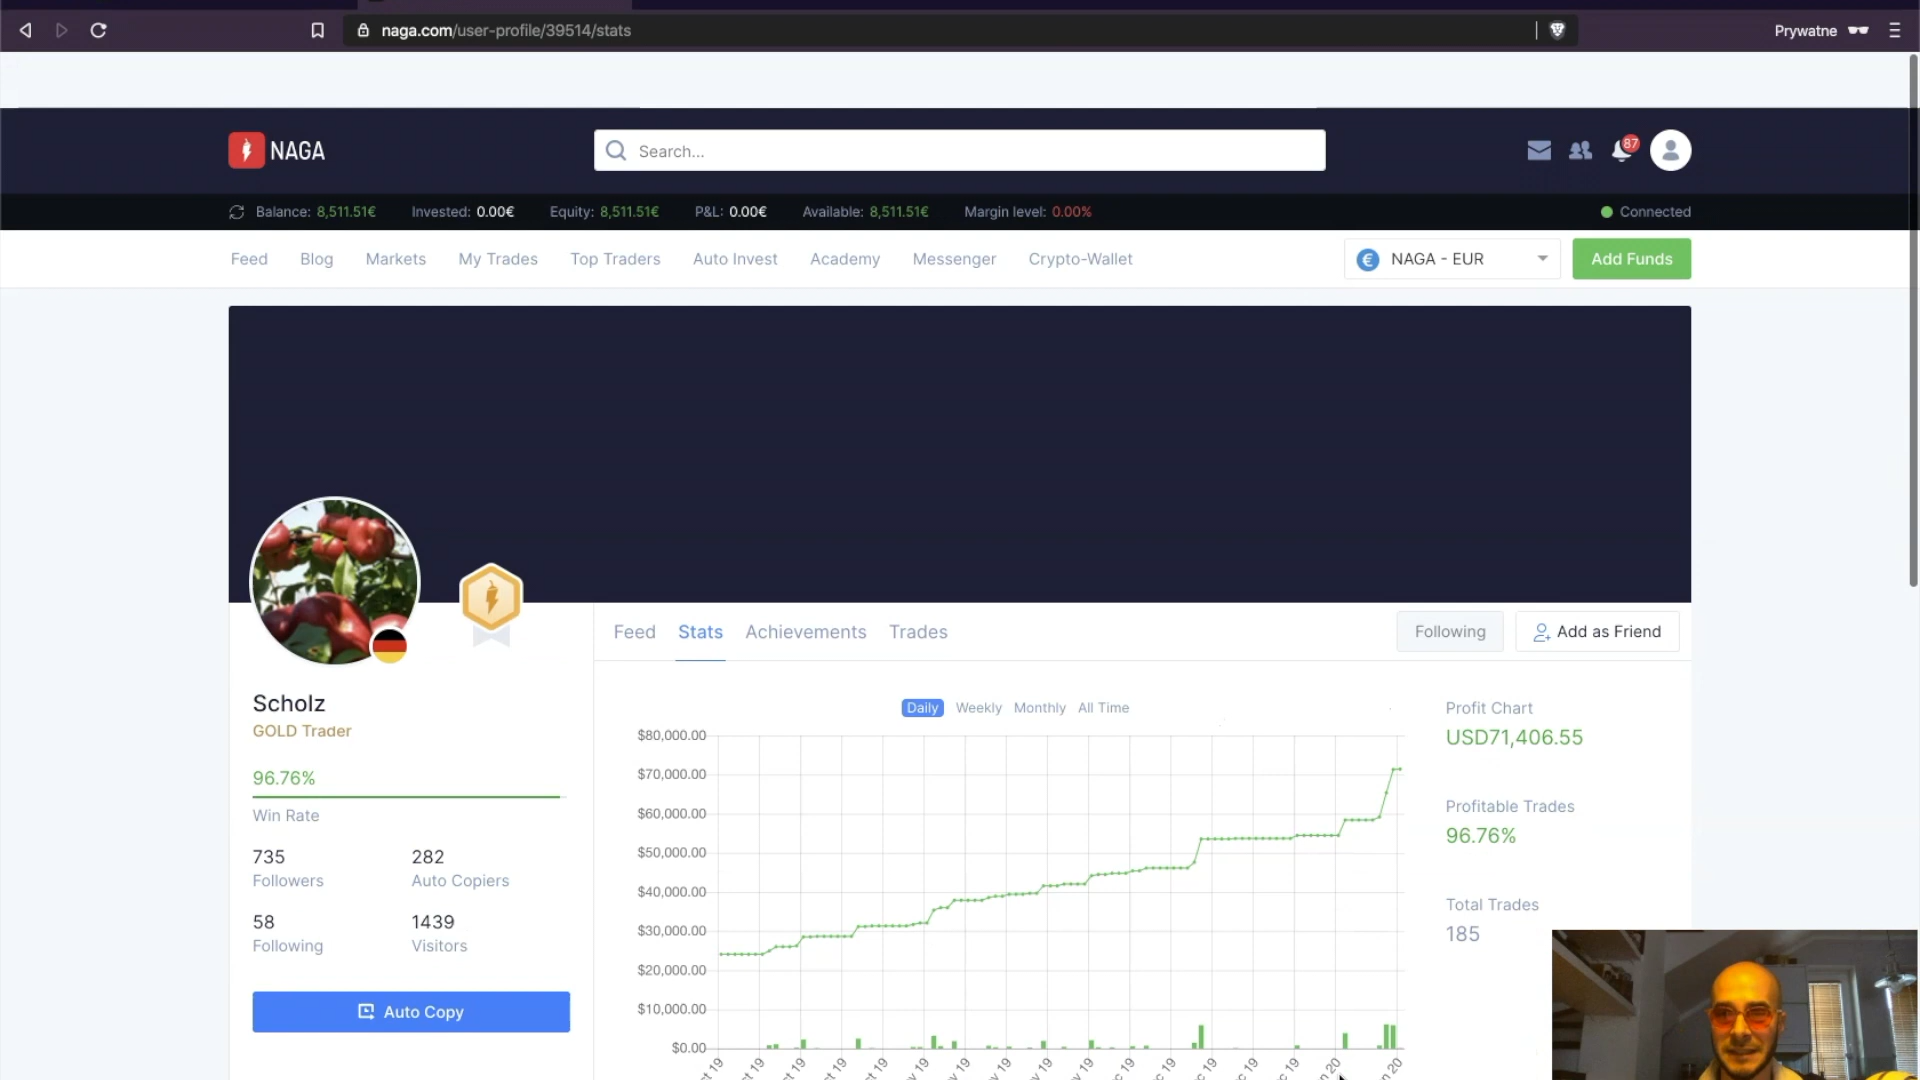 naga.com/user-profile/39514/stats
Prywatne
NAGA
Search...
87
Balance: 8,511.51€ Invested: 0.00€ Equity: 8,511.51€ P&L: 0.00€ Available: 8,511.51€ Margin level: 0.00%
Connected
Feed Blog Markets My Trades Top Traders Auto Invest Academy Messenger Crypto-Wallet
€ NAGA - EUR
Add Funds
Feed Stats Achievements Trades
Following
Add as Friend
Scholz
GOLD Trader
96.76%
Win Rate
735
Followers
282
Auto Copiers
58
Following
1439
Visitors
Auto Copy
Daily Weekly Monthly All Time
$80,000.00
$70,000.00
$60,000.00
$50,000.00
$40,000.00
$30,000.00
$20,000.00
$10,000.00
$0.00
Profit Chart
USD71,406.55
Profitable Trades
96.76%
Total Trades
185